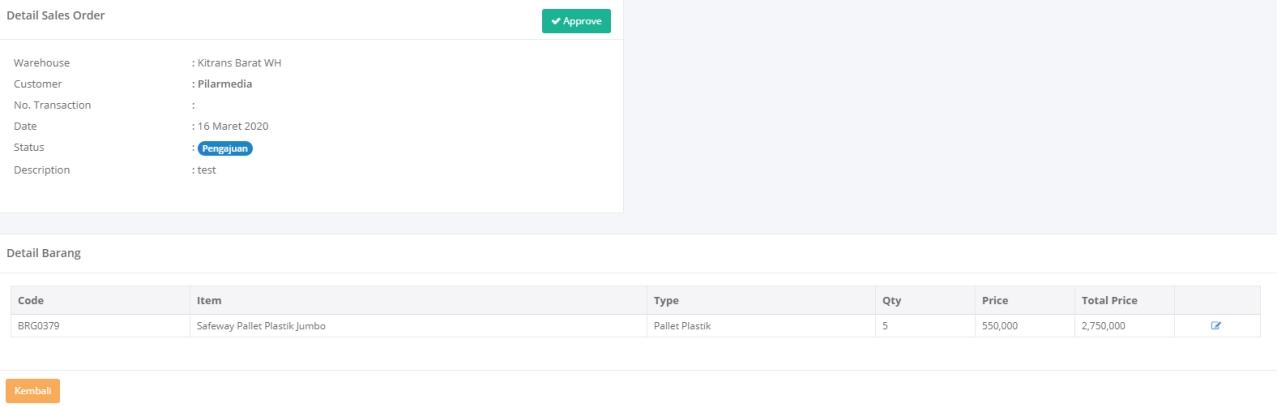 Detail Sales Order
Approve
Warehouse : Kitrans Barat WH
Customer : Pilarmedia
No. Transaction :
Date : 16 Maret 2020
Status : Pengajuan
Description : test
Detail Barang
Code Item Type Qty Price Total Price
BRG0379 Safeway Pallet Plastik Jumbo Pallet Plastik 5 550,000 2,750,000
Kembali